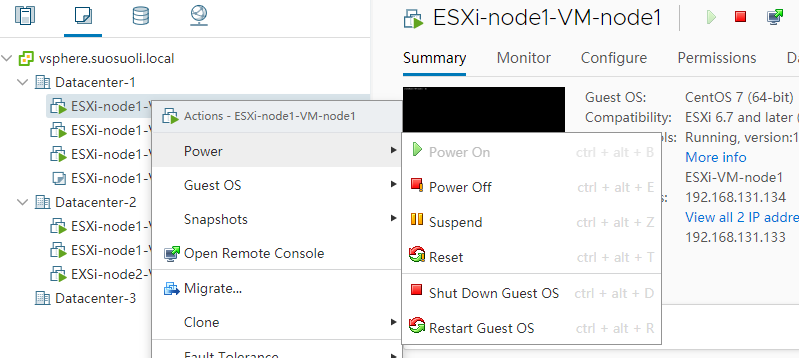 ESXi-node1-VM-node1
vsphere.suosuoli.local
Datacenter-1
ESXi-node1-V
ESXi-node1-
ESXi-node1-
ESXi-node1-
Datacenter-2
ESXi-node1-
ESXi-node1-
EXSi-node2-
Datacenter-3
Actions - ESXi-node1-VM-node1
Power
Guest OS
Snapshots
Open Remote Console
Migrate...
Clone
Fault Tolerance
Power On ctrl + alt + B
Power Off ctrl + alt + E
Suspend ctrl + alt + Z
Reset ctrl + alt + T
Shut Down Guest OS ctrl + alt + D
Restart Guest OS ctrl + alt + R
Summary Monitor Configure Permissions Da
Guest OS: CentOS 7 (64-bit)
Compatibility: ESXi 6.7 and later (
ols: Running, version:1
More info
ESXi-VM-node1
192.168.131.134
View all 2 IP addre
192.168.131.133